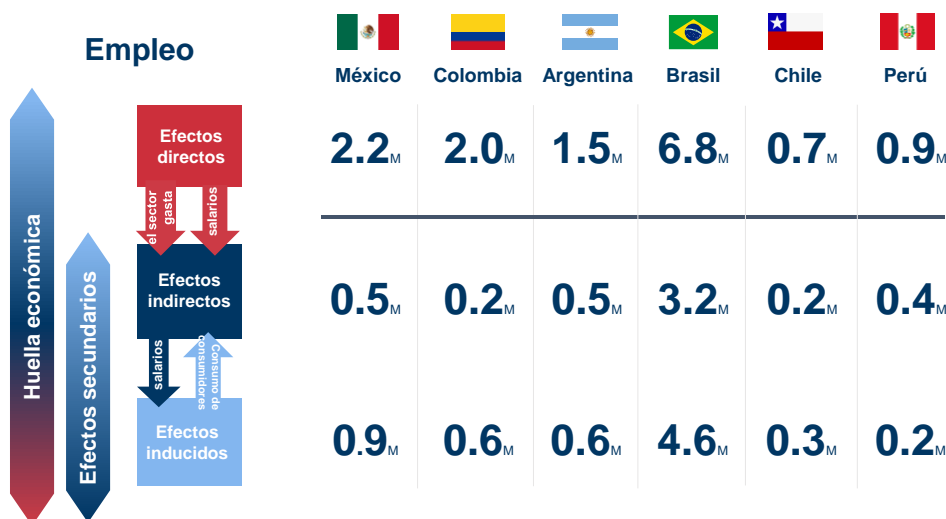 Empleo
México Colombia Argentina Brasil Chile Perú
Huella económica
Efectos secundarios
Efectos
directos
2.2M 2.0M 1.5M 6.8M 0.7M 0.9M
el sector
gasta
salarios
Efectos
indirectos
0.5M 0.2M 0.5M 3.2M 0.2M 0.4M
salarios
Consumo de
consumidores
Efectos
inducidos
0.9M 0.6M 0.6M 4.6M 0.3M 0.2M